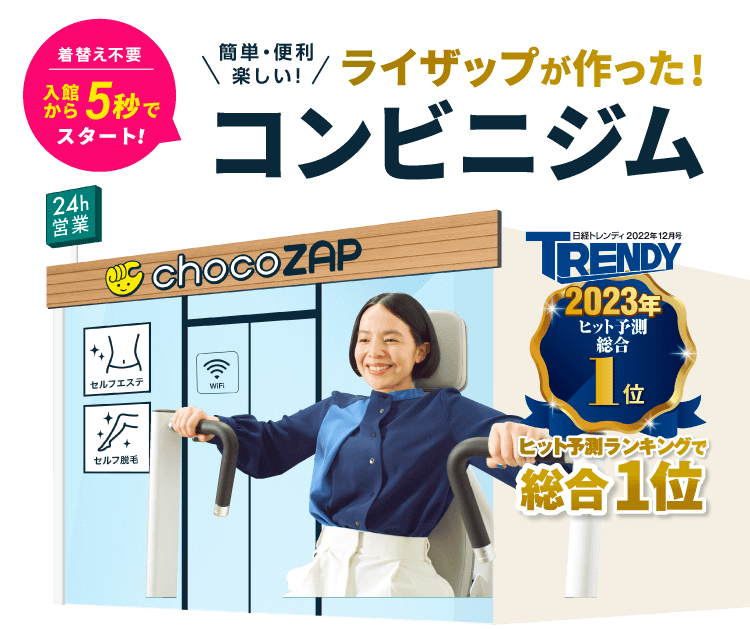 着替え不要
入館
から5秒で
スタート!
簡単・便利
楽しい!
ライザップが作った!
コンビニジム
24h
営業
chocoZAP
セルフエステ
セルフ脱毛
WiFi
日経トレンディ 2022年12月号
TRENDY
2023年
ヒット予測
総合
1位
ヒット予測ランキングで
総合1位